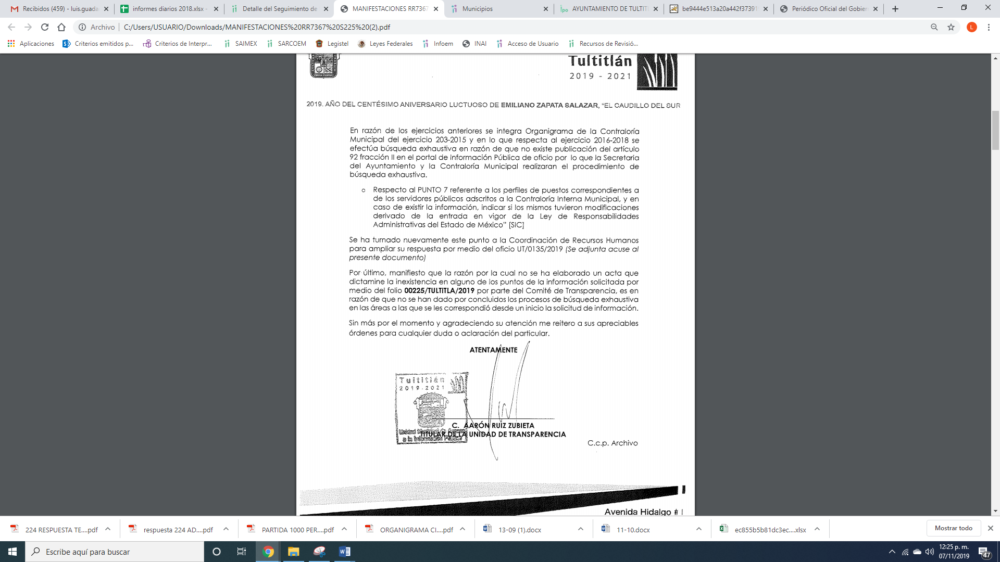 Recibidos (459) - luis.guada
informes diarios 2018.xlsx -
Detalle del Seguimiento de
MANIFESTACIONES RR7367
Municipios
AYUNTAMIENTO DE TULTIT
be9444e513a20a442f37391
Periódico Oficial del Gobier
Archivo
C:/Users/USUARIO/Downloads/MANIFESTACIONES%20RR7367%20S225%20(2).pdf
L
Aplicaciones
Criterios emitidos p...
Criterios de Interpr...
SAIMEX
SARCOEM
Legistel
Leyes Federales
Infoem
INAI
Acceso de Usuario
Recursos de Revisió...
Tultitlán
2019 - 2021
2019. AÑO DEL CENTÉSIMO ANIVERSARIO LUCTUOSO DE EMILIANO ZAPATA SALAZAR, "EL CAUDILLO DEL SUR
En razón de los ejercicios anteriores se integra Organigrama de la Contraloría
Municipal del ejercicio 203-2015 y en lo que respecta al ejercicio 2016-2018 se
efectúa búsqueda exhaustiva en razón de que no existe publicación del artículo
92 fracción II en el portal de Información Pública de oficio por lo que la Secretaria
del Ayuntamiento y la Contraloría Municipal realizaran el procedimiento de
búsqueda exhaustiva.
o Respecto al PUNTO 7 referente a los perfiles de puestos correspondientes a
de los servidores públicos adscritos a la Contraloría Interna Municipal, y en
caso de existir la información, indicar si los mismos tuvieron modificaciones
derivado de la entrada en vigor de la Ley de Responsabilidades
Administrativas del Estado de México" [SIC]
Se ha turnado nuevamente este punto a la Coordinación de Recursos Humanos
para ampliar su respuesta por medio del oficio UT/0135/2019 (Se adjunta acuse al
presente documento)
Por último, manifiesto que la razón por la cual no se ha elaborado un acta que
dictamine la inexistencia en alguno de los puntos de la información solicitada por
medio del folio 00225/TULTITLA/2019 por parte del Comité de Transparencia, es en
razón de que no se han dado por concluidos los procesos de búsqueda exhaustiva
en las áreas a las que se les correspondió desde un inicio la solicitud de información.
Sin más por el momento y agradeciendo su atención me reitero a sus apreciables
órdenes para cualquier duda o aclaración del particular.
ATENTAMENTE
Tultitlán
2019-2021
a la Información Pública
C. AARÓN RUIZ ZUBIETA
TITULAR DE LA UNIDAD DE TRANSPARENCIA
C.c.p. Archivo
Avenida Hidalgo #
224 RESPUESTA TE....pdf
respuesta 224 AD....pdf
PARTIDA 1000 PER....pdf
ORGANIGRAMA CI....pdf
13-09 (1).docx
11-10.docx
ec855b5b81dc3ec....xlsx
Mostrar todo
Escribe aquí para buscar
12:25 p. m.
07/11/2019
47